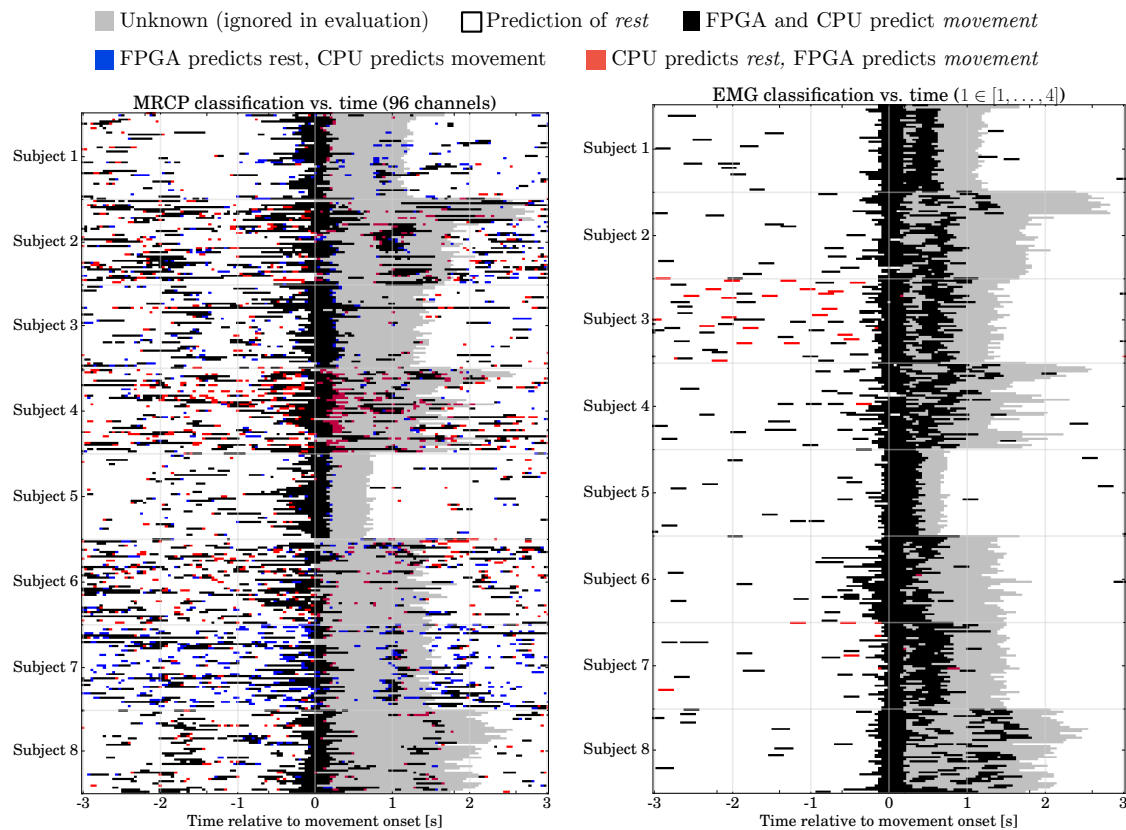 Unknown (ignored in evaluation) Prediction of rest FPGA and CPU predict movement
FPGA predicts rest, CPU predicts movement CPU predicts rest, FPGA predicts movement
MRCP classification vs. time (96 channels)
Subject 1
Subject 2
Subject 3
Subject 4
Subject 5
Subject 6
Subject 7
Subject 8
-3 -2 -1 0 1 2 3
Time relative to movement onset [s]
EMG classification vs. time (1 ∈ [1, . . . , 4])
Subject 1
Subject 2
Subject 3
Subject 4
Subject 5
Subject 6
Subject 7
Subject 8
-3 -2 -1 0 1 2 3
Time relative to movement onset [s]